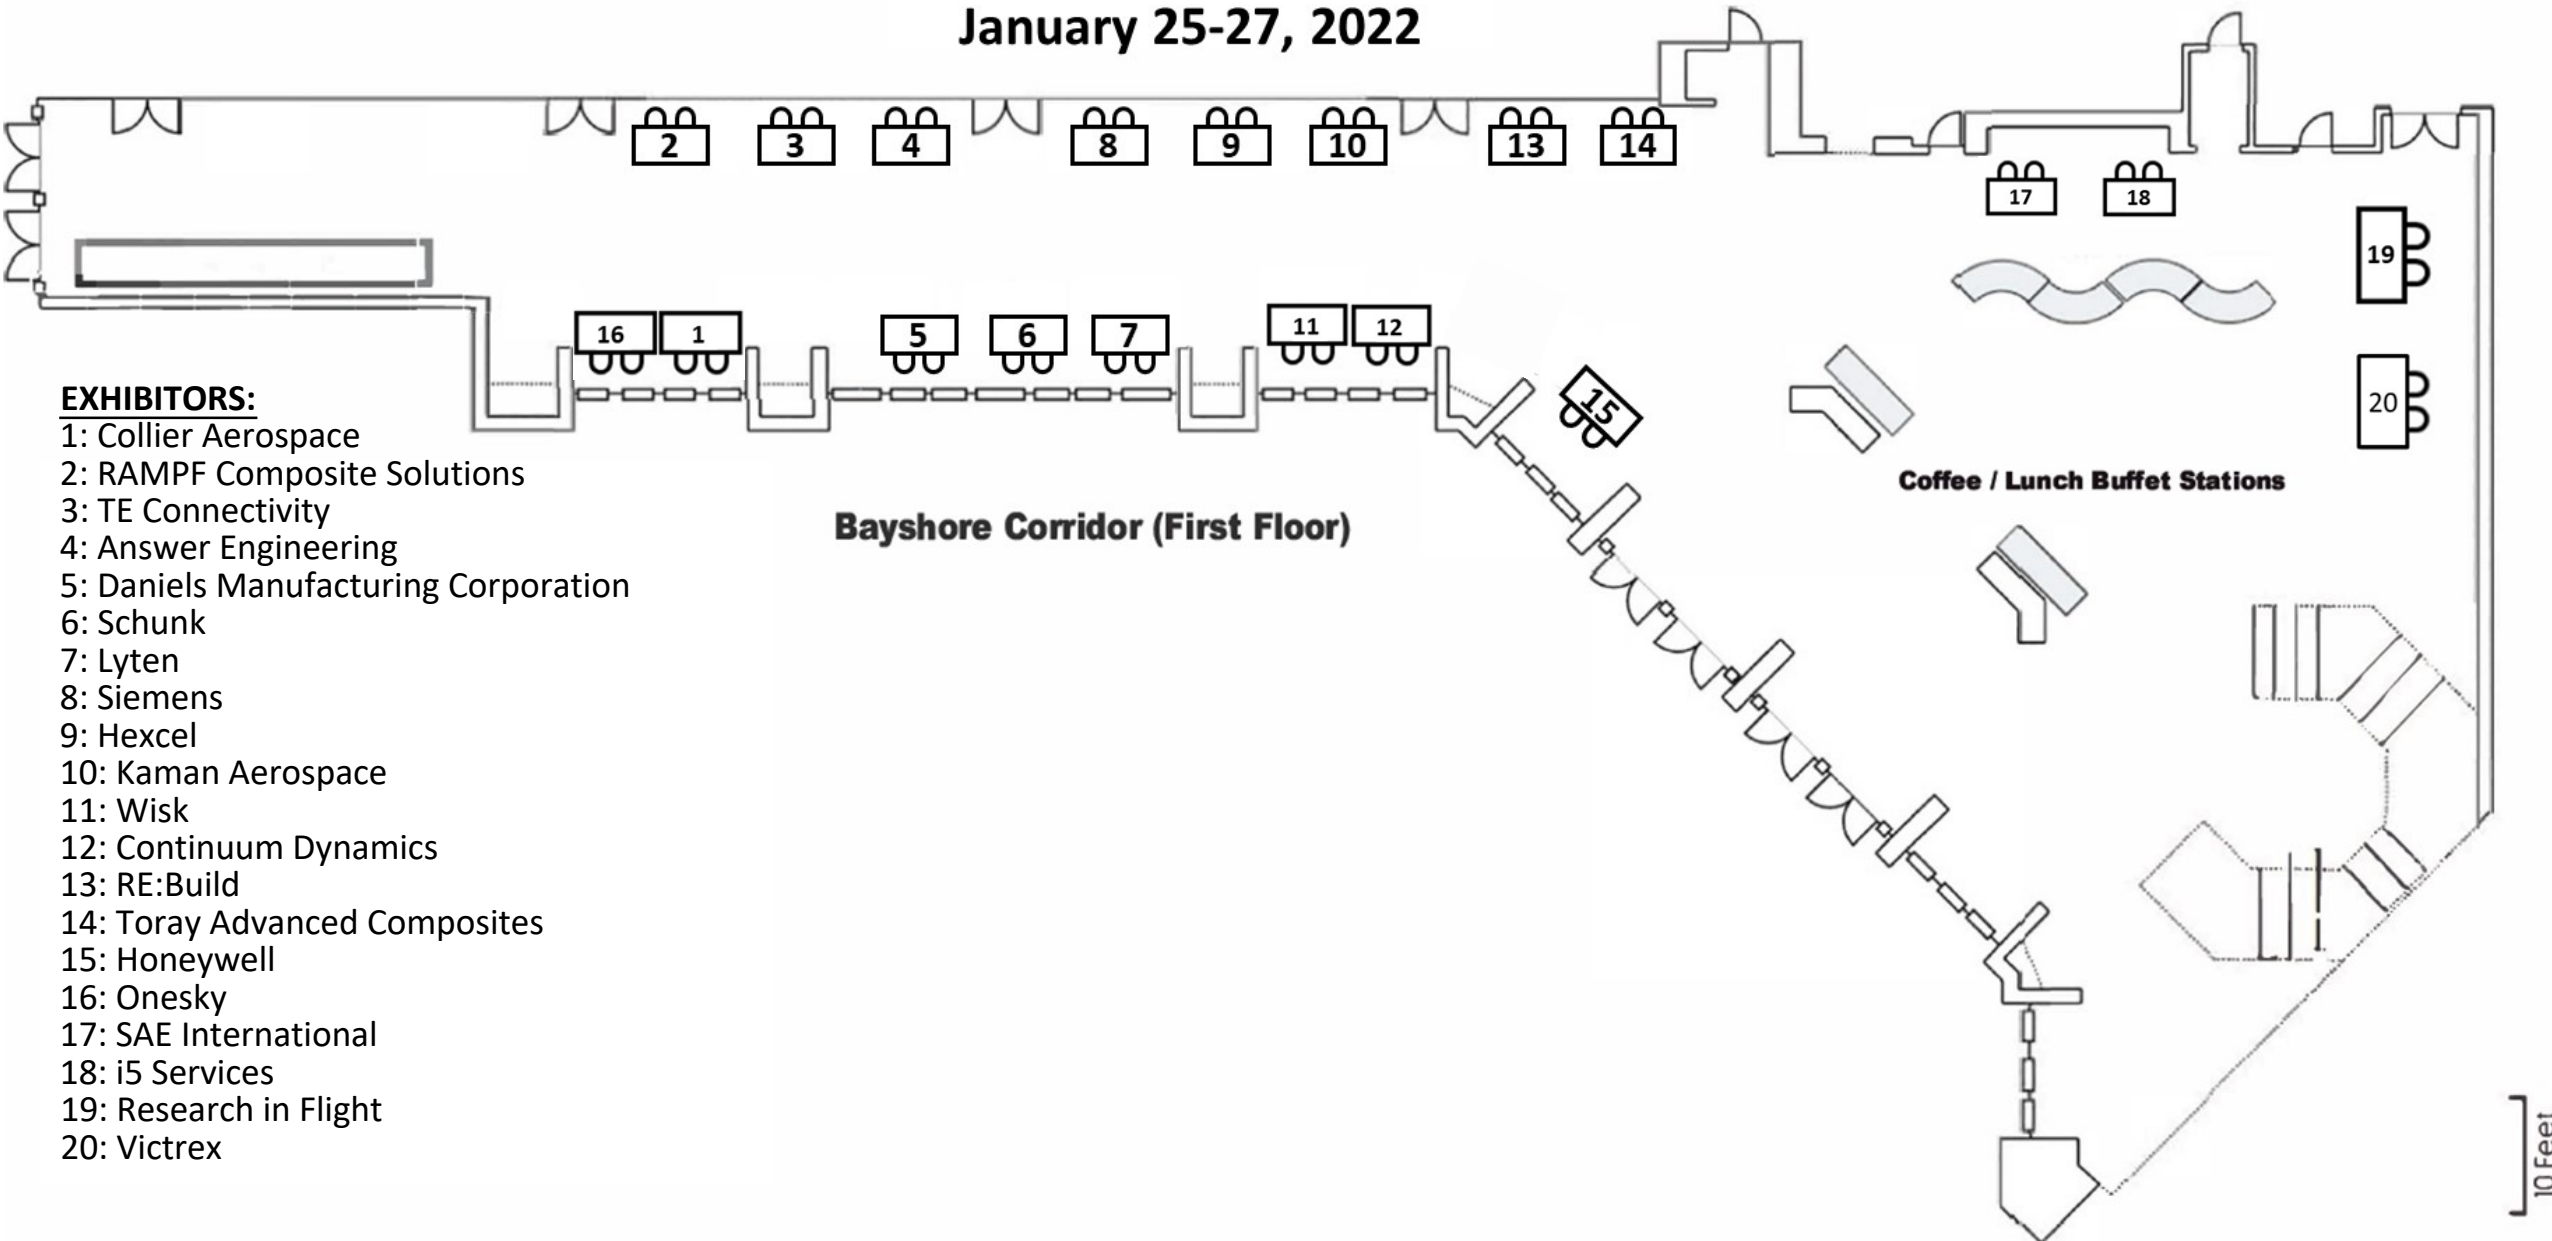 January 25-27, 2022
2 3 4 8 9 10 13 14
17 18
19
16 1 5 6 7 11 12
15
20
EXHIBITORS:
1: Collier Aerospace
2: RAMPF Composite Solutions
3: TE Connectivity
4: Answer Engineering
5: Daniels Manufacturing Corporation
6: Schunk
7: Lyten
8: Siemens
9: Hexcel
10: Kaman Aerospace
11: Wisk
12: Continuum Dynamics
13: RE:Build
14: Toray Advanced Composites
15: Honeywell
16: Onesky
17: SAE International
18: i5 Services
19: Research in Flight
20: Victrex
Coffee / Lunch Buffet Stations
Bayshore Corridor (First Floor)
10 Feet